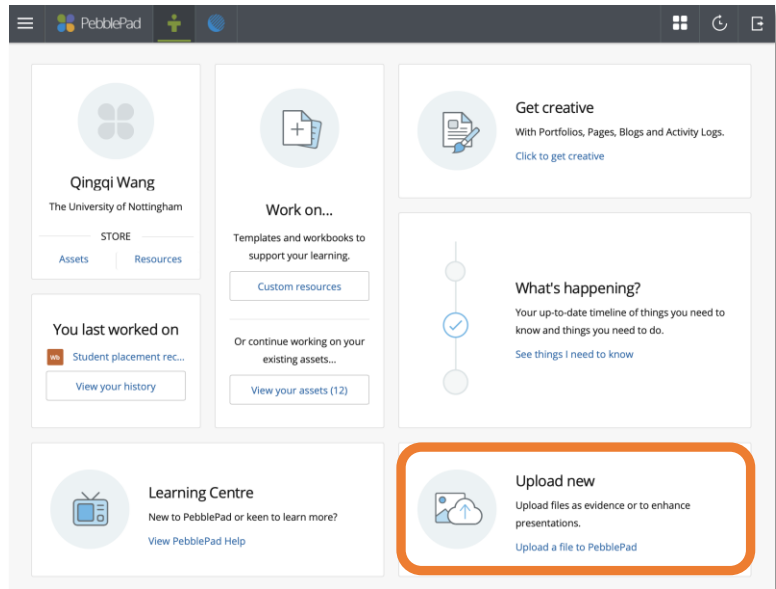 PebblePad
Qingqi Wang
The University of Nottingham
STORE
Assets Resources
You last worked on
Wb Student placement rec...
View your history
Work on...
Templates and workbooks to
support your learning.
Custom resources
Or continue working on your
existing assets...
View your assets (12)
Get creative
With Portfolios, Pages, Blogs and Activity Logs.
Click to get creative
What's happening?
Your up-to-date timeline of things you need to
know and things you need to do.
See things I need to know
Learning Centre
New to PebblePad or keen to learn more?
View PebblePad Help
Upload new
Upload files as evidence or to enhance
presentations.
Upload a file to PebblePad